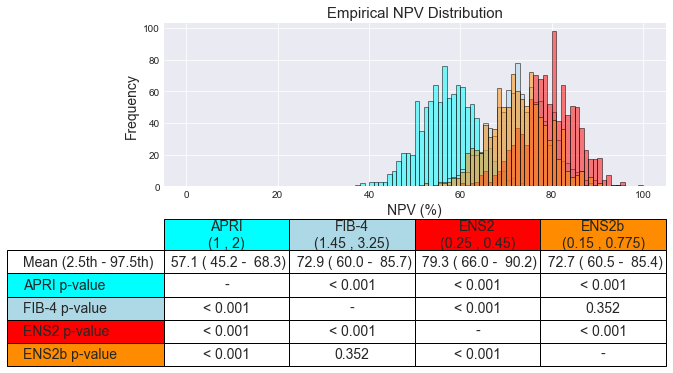 Empirical NPV Distribution
100
80
60
40
20
0
Frequency
0 20 40 60 80 100
NPV (%)
APRI FIB-4 ENS2 ENS2b
(1 , 2) (1.45 , 3.25) (0.25 , 0.45) (0.15 , 0.775)
Mean (2.5th - 97.5th) 57.1 ( 45.2 - 68.3) 72.9 ( 60.0 - 85.7) 79.3 ( 66.0 - 90.2) 72.7 ( 60.5 - 85.4)
APRI p-value - < 0.001 < 0.001 < 0.001
FIB-4 p-value < 0.001 - < 0.001 0.352
ENS2 p-value < 0.001 < 0.001 - < 0.001
ENS2b p-value < 0.001 0.352 < 0.001 -